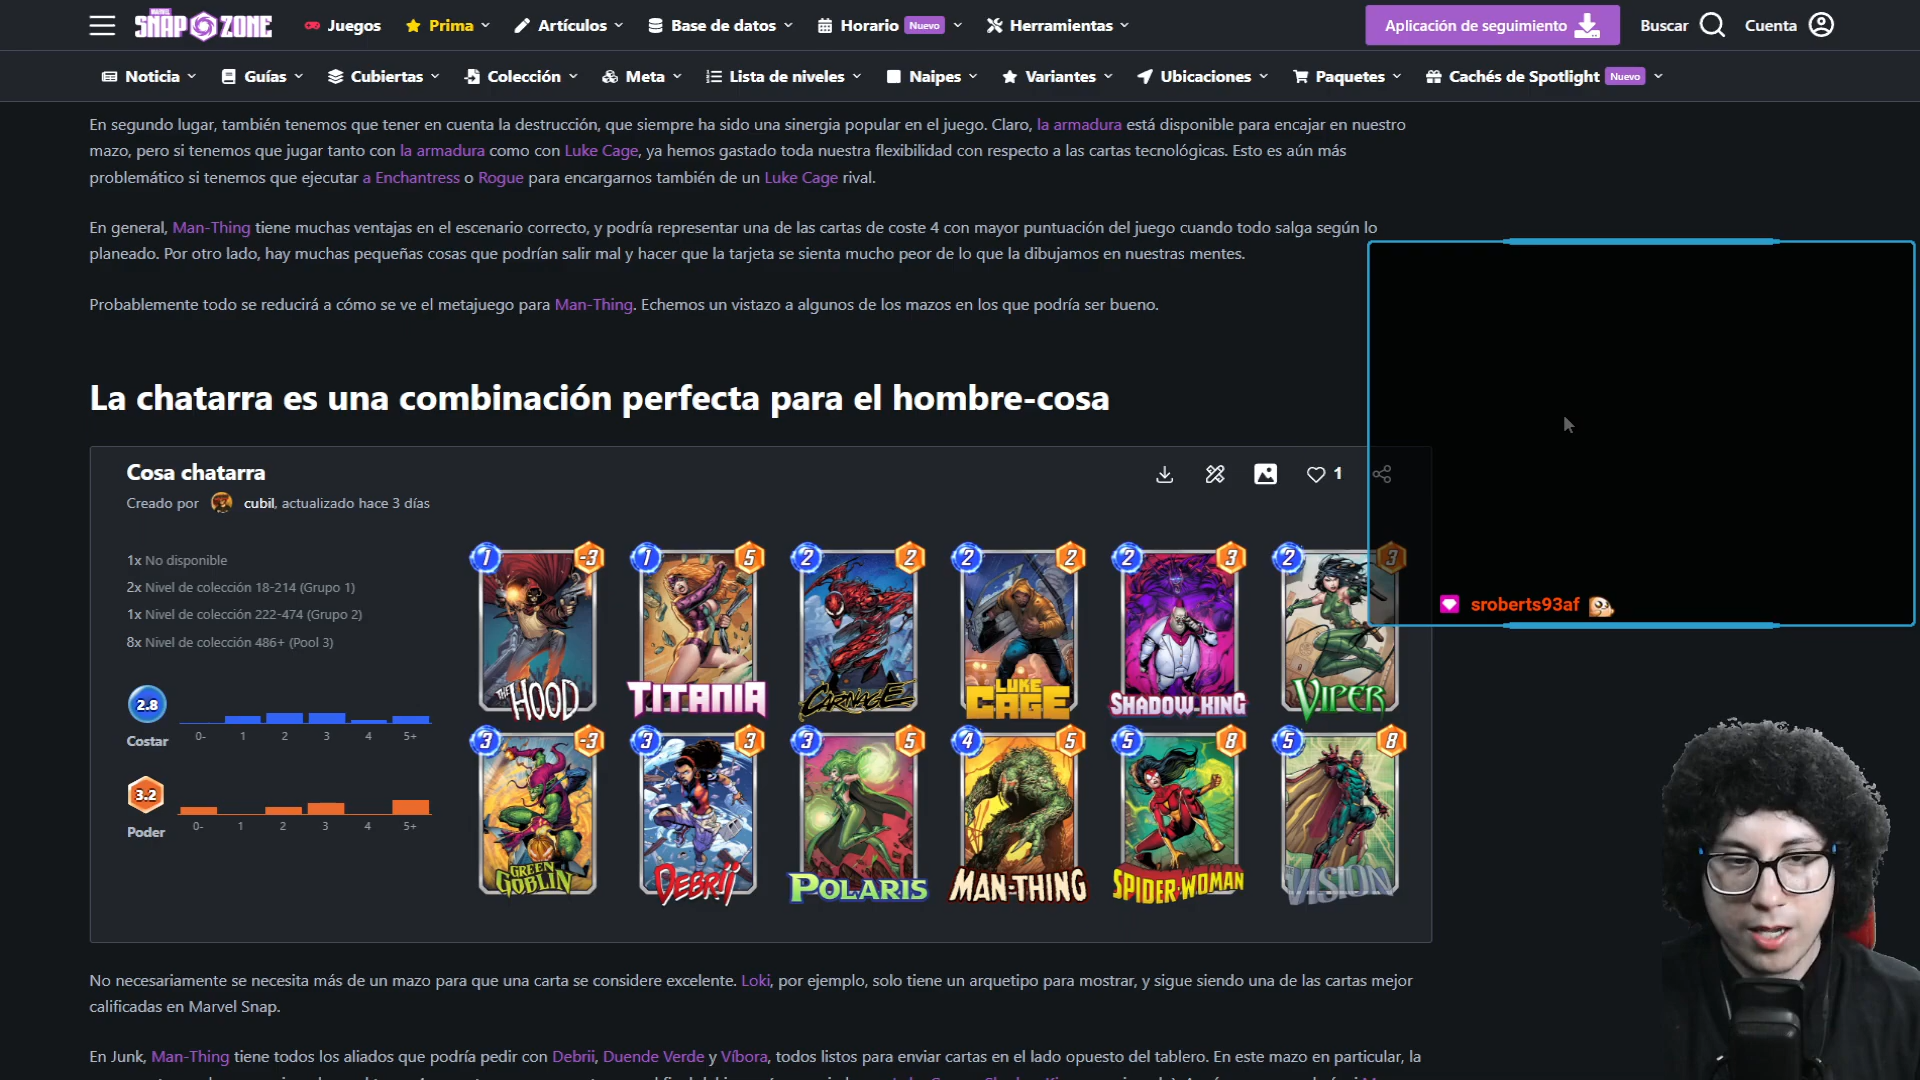 MARVEL SNAP ZONE
Juegos
Prima
Artículos
Base de datos
Horario Nuevo
Herramientas
Aplicación de seguimiento
Buscar
Cuenta
Noticia
Guías
Cubiertas
Colección
Meta
Lista de niveles
Naipes
Variantes
Ubicaciones
Paquetes
Cachés de Spotlight Nuevo
En segundo lugar, también tenemos que tener en cuenta la destrucción, que siempre ha sido una sinergia popular en el juego. Claro, la armadura está disponible para encajar en nuestro
mazo, pero si tenemos que jugar tanto con la armadura como con Luke Cage, ya hemos gastado toda nuestra flexibilidad con respecto a las cartas tecnológicas. Esto es aún más
problemático si tenemos que ejecutar a Enchantress o Rogue para encargarnos también de un Luke Cage rival.
En general, Man-Thing tiene muchas ventajas en el escenario correcto, y podría representar una de las cartas de coste 4 con mayor puntuación del juego cuando todo salga según lo
planeado. Por otro lado, hay muchas pequeñas cosas que podrían salir mal y hacer que la tarjeta se sienta mucho peor de lo que la dibujamos en nuestras mentes.
Probablemente todo se reducirá a cómo se ve el metajuego para Man-Thing. Echemos un vistazo a algunos de los mazos en los que podría ser bueno.
La chatarra es una combinación perfecta para el hombre-cosa
Cosa chatarra
1
Creado por cubil, actualizado hace 3 días
1x No disponible
2x Nivel de colección 18-214 (Grupo 1)
1x Nivel de colección 222-474 (Grupo 2)
8x Nivel de colección 486+ (Pool 3)
2.8
Costar
0- 1 2 3 4 5+
3.2
Poder
0- 1 2 3 4 5+
1 -3 1 5 2 2 2 2 2 3 2 3
THE HOOD TITANIA CARNAGE LUKE CAGE SHADOW-KING VIPER
3 -3 3 3 3 5 4 5 5 8 5 8
GREEN GOBLIN DEBRII POLARIS MAN-THING SPIDER-WOMAN VISION
sroberts93af
No necesariamente se necesita más de un mazo para que una carta se considere excelente. Loki, por ejemplo, solo tiene un arquetipo para mostrar, y sigue siendo una de las cartas mejor
calificadas en Marvel Snap.
En Junk, Man-Thing tiene todos los aliados que podría pedir con Debrii, Duende Verde y Víbora, todos listos para enviar cartas en el lado opuesto del tablero. En este mazo en particular, la